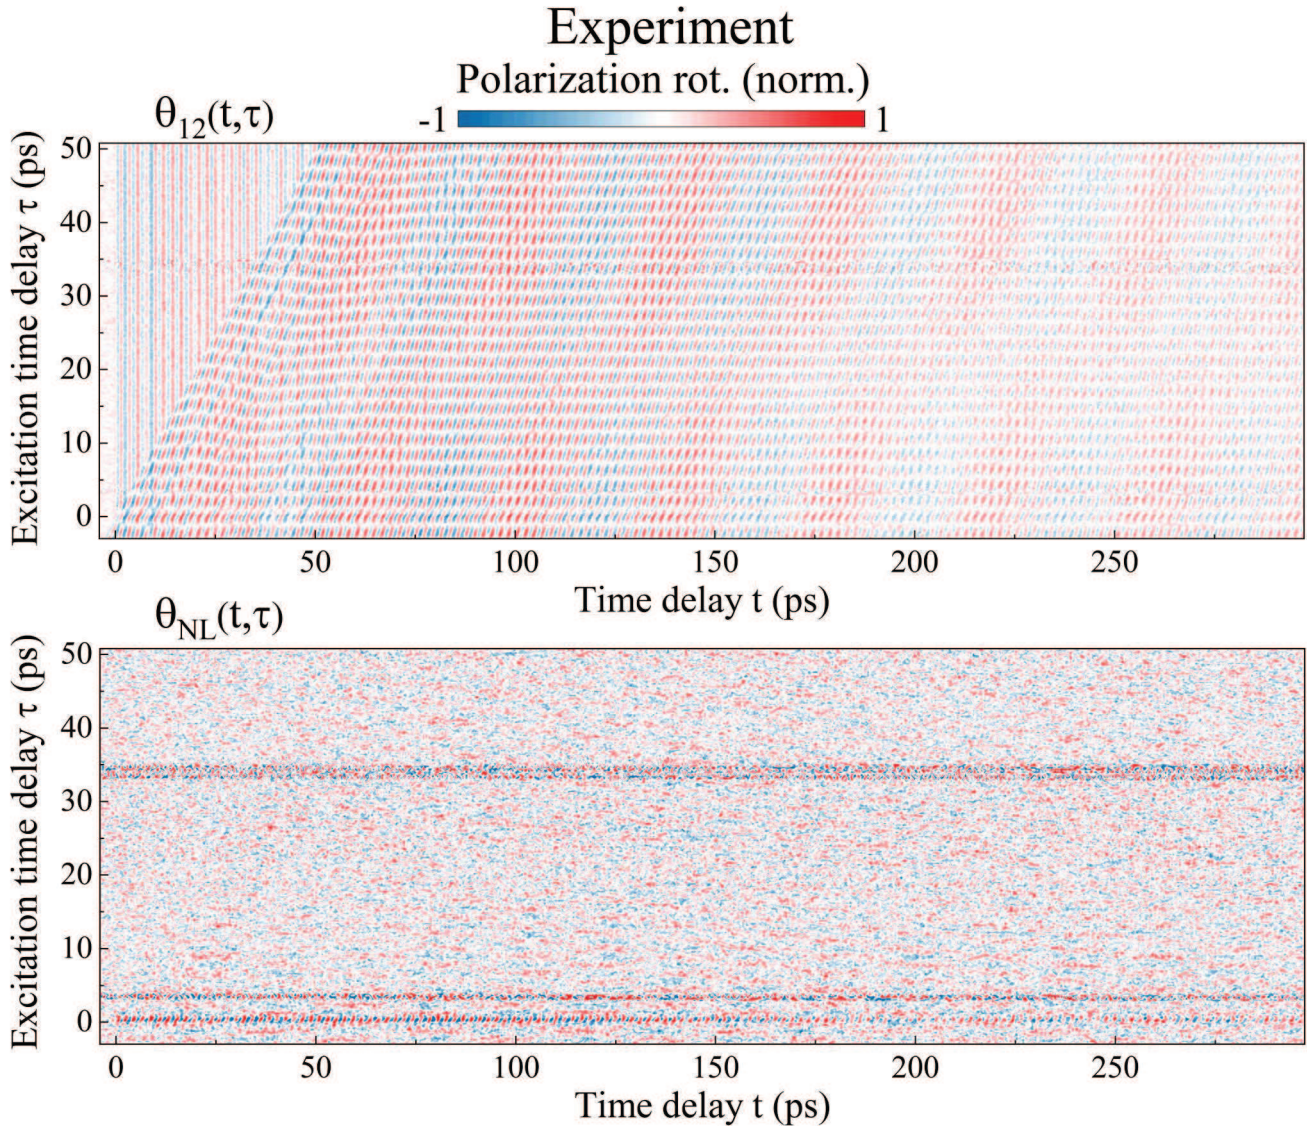 Experiment
Polarization rot. (norm.)
θ12(t,τ)
-1 1
Excitation time delay τ (ps)
50
40
30
20
10
0
0 50 100 150 200 250
Time delay t (ps)
θNL(t,τ)
Excitation time delay τ (ps)
50
40
30
20
10
0
0 50 100 150 200 250
Time delay t (ps)